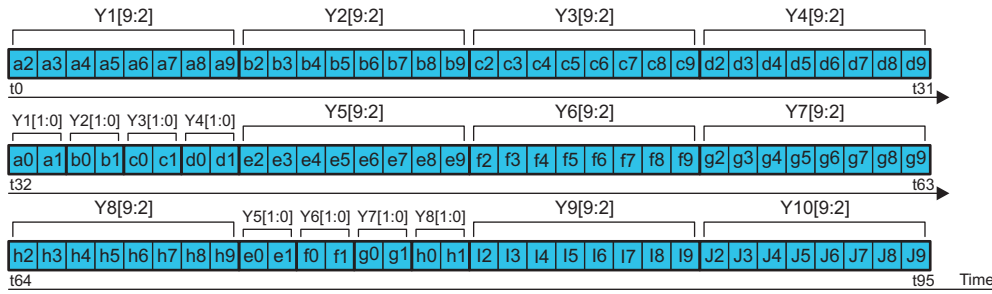 Y1[9:2] Y2[9:2] Y3[9:2] Y4[9:2]
a2 a3 a4 a5 a6 a7 a8 a9 b2 b3 b4 b5 b6 b7 b8 b9 c2 c3 c4 c5 c6 c7 c8 c9 d2 d3 d4 d5 d6 d7 d8 d9
t0 t31
Y1[1:0] Y2[1:0] Y3[1:0] Y4[1:0] Y5[9:2] Y6[9:2] Y7[9:2]
a0 a1 b0 b1 c0 c1 d0 d1 e2 e3 e4 e5 e6 e7 e8 e9 f2 f3 f4 f5 f6 f7 f8 f9 g2 g3 g4 g5 g6 g7 g8 g9
t32 t63
Y8[9:2] Y5[1:0] Y6[1:0] Y7[1:0] Y8[1:0] Y9[9:2] Y10[9:2]
h2 h3 h4 h5 h6 h7 h8 h9 e0 e1 f0 f1 g0 g1 h0 h1 I2 I3 I4 I5 I6 I7 I8 I9 J2 J3 J4 J5 J6 J7 J8 J9
t64 t95 Time